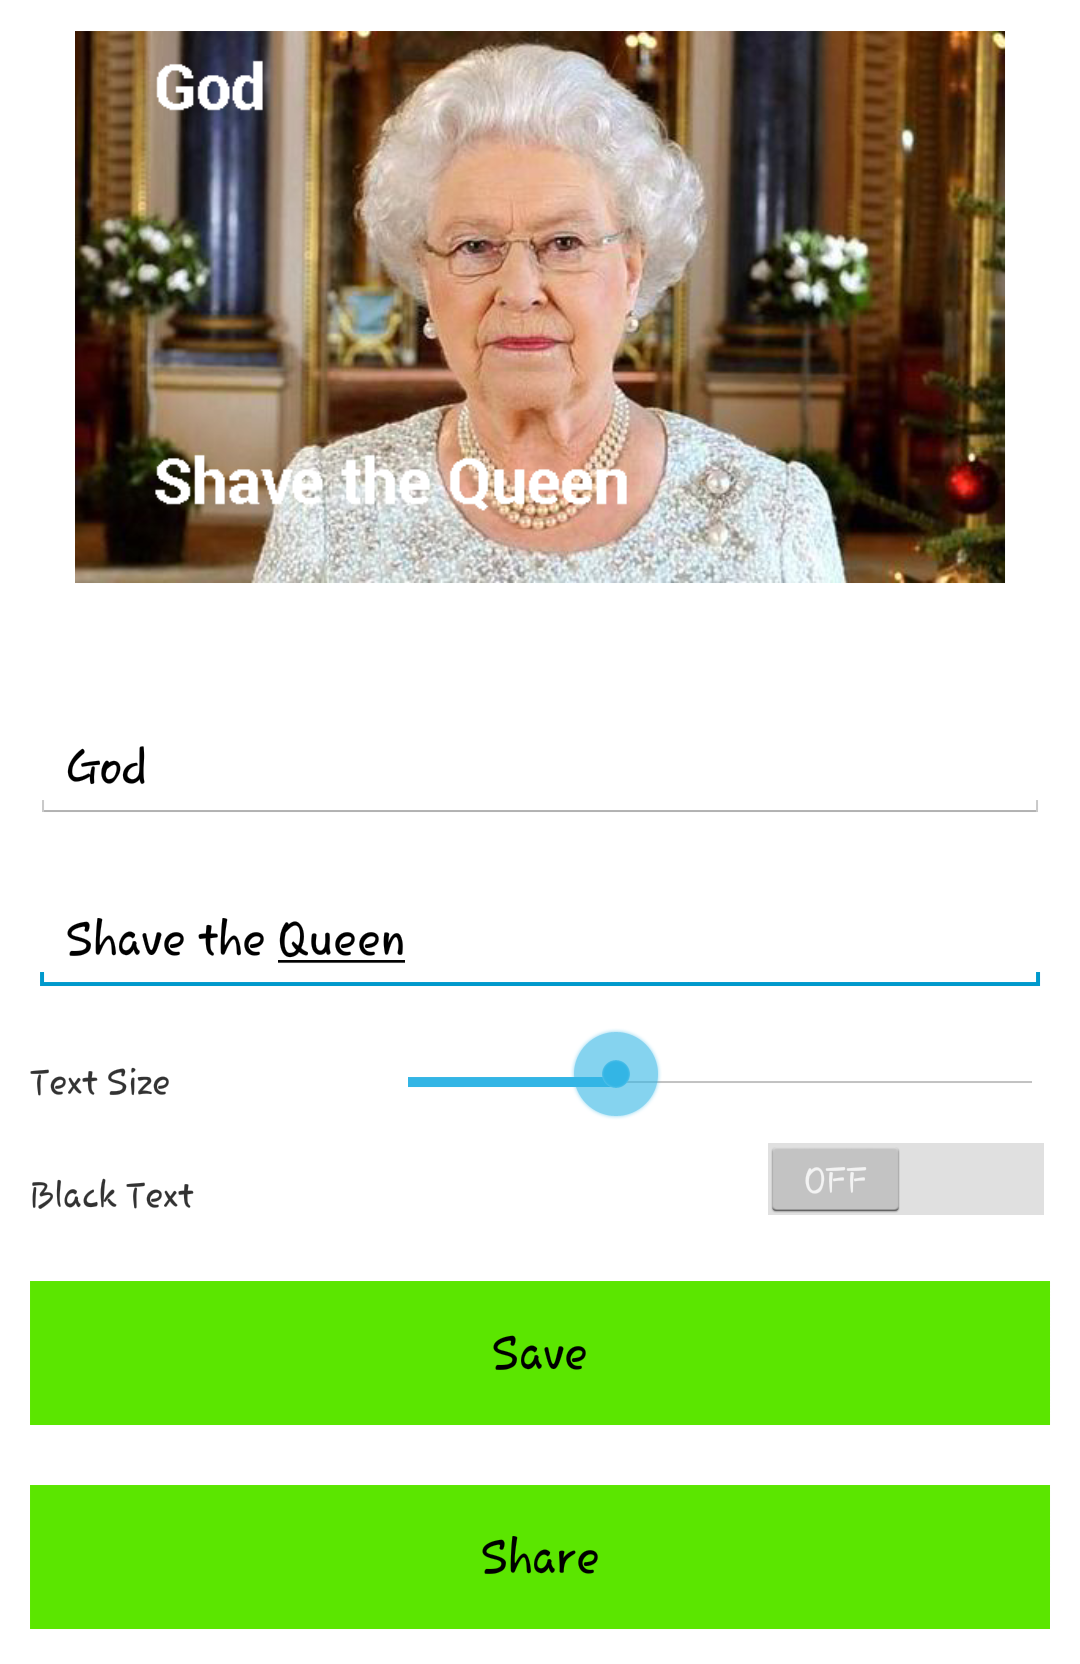 God
Shave the Queen
God
Shave the Queen
Text Size
Black Text
OFF
Save
Share